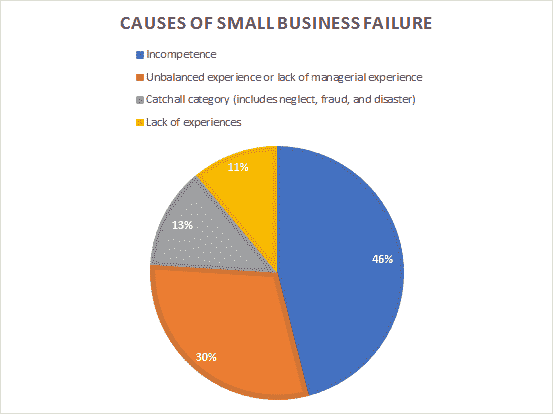 CAUSES OF SMALL BUSINESS FAILURE
Incompetence
Unbalanced experience or lack of managerial experience
Catchall category (includes neglect, fraud, and disaster)
Lack of experiences
11%
13%
46%
30%